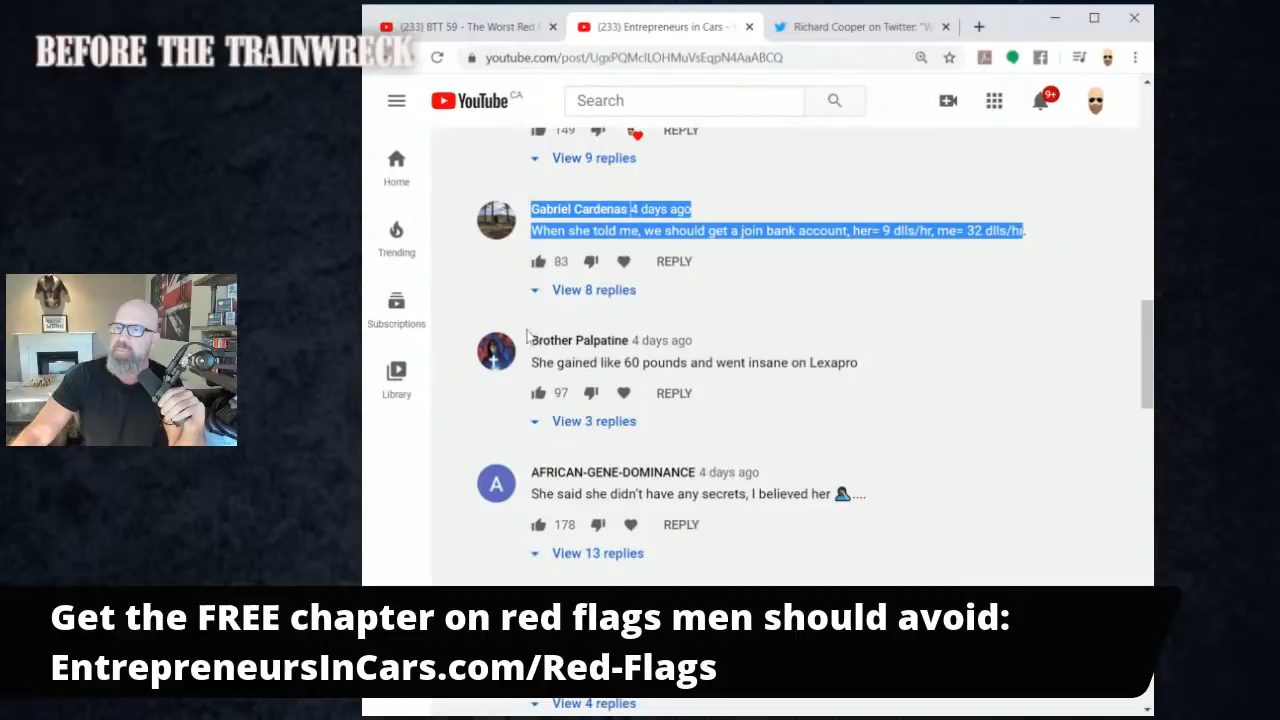 BEFORE THE TRAINWRECK
(233) BTT 59 - The Worst Red
(233) Entrepreneurs in Cars -
Richard Cooper on Twitter: "W
youtube.com/post/UgxPQMcILOHMuVsEqpN4AaABCQ
YouTube CA
Search
9+
149 REPLY
View 9 replies
Home
Gabriel Cardenas 4 days ago
When she told me, we should get a join bank account, her= 9 dlls/hr, me= 32 dlls/hr.
83 REPLY
View 8 replies
Trending
Subscriptions
Library
Brother Palpatine 4 days ago
She gained like 60 pounds and went insane on Lexapro
97 REPLY
View 3 replies
A
AFRICAN-GENE-DOMINANCE 4 days ago
She said she didn't have any secrets, I believed her ....
178 REPLY
View 13 replies
Get the FREE chapter on red flags men should avoid:
EntrepreneursInCars.com/Red-Flags
View 4 replies